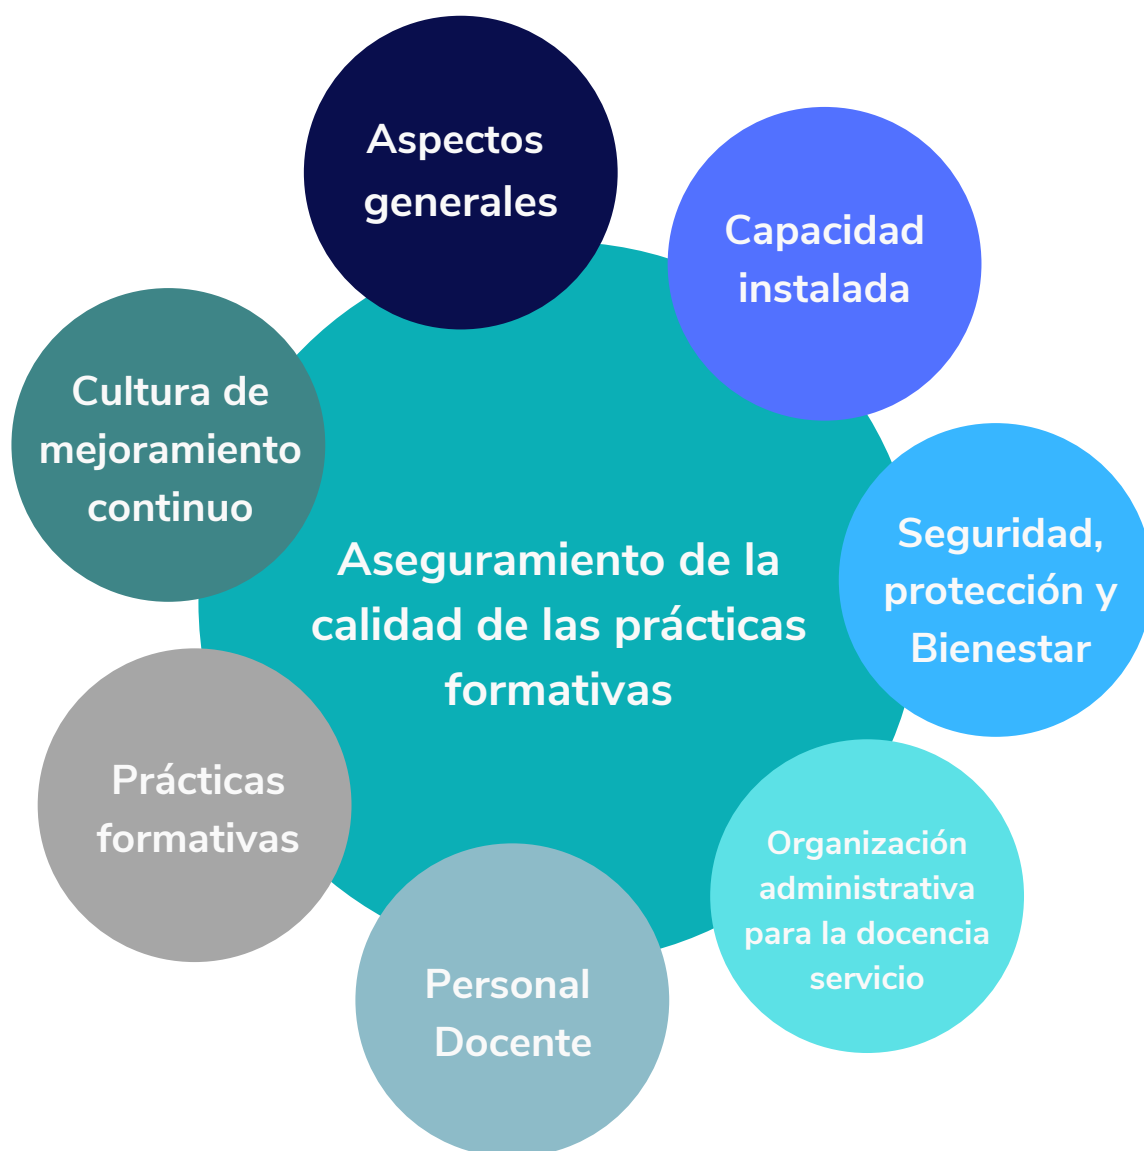 Aspectos
generales
Capacidad
instalada
Seguridad,
protección y
Bienestar
Organización
administrativa
para la docencia
servicio
Personal
Docente
Prácticas
formativas
Cultura de
mejoramiento
continuo
Aseguramiento de la
calidad de las prácticas
formativas